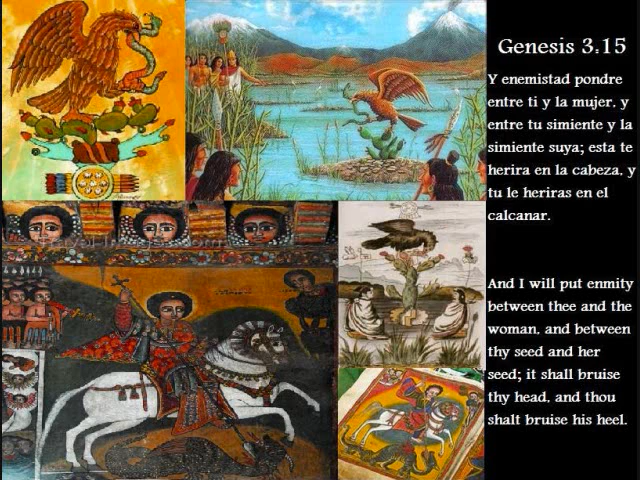 Genesis 3:15
Y enemistad pondre
entre ti y la mujer, y
entre tu simiente y la
simiente suya; esta te
herira en la cabeza, y
tu le heriras en el
calcanar.
And I will put enmity
between thee and the
woman, and between
thy seed and her
seed; it shall bruise
thy head, and thou
shalt bruise his heel.